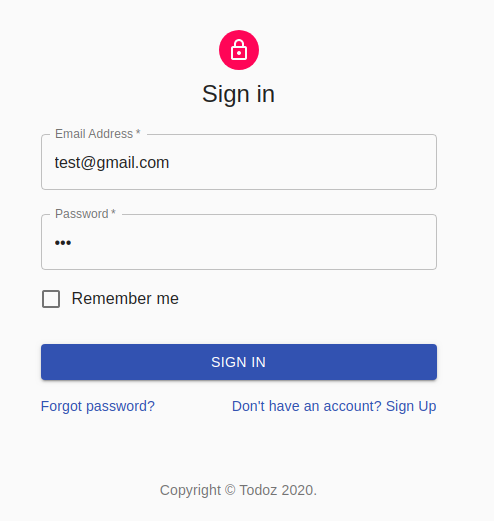 Sign in
Email Address *
test@gmail.com
Password *
•••
Remember me
SIGN IN
Forgot password? Don't have an account? Sign Up
Copyright © Todoz 2020.